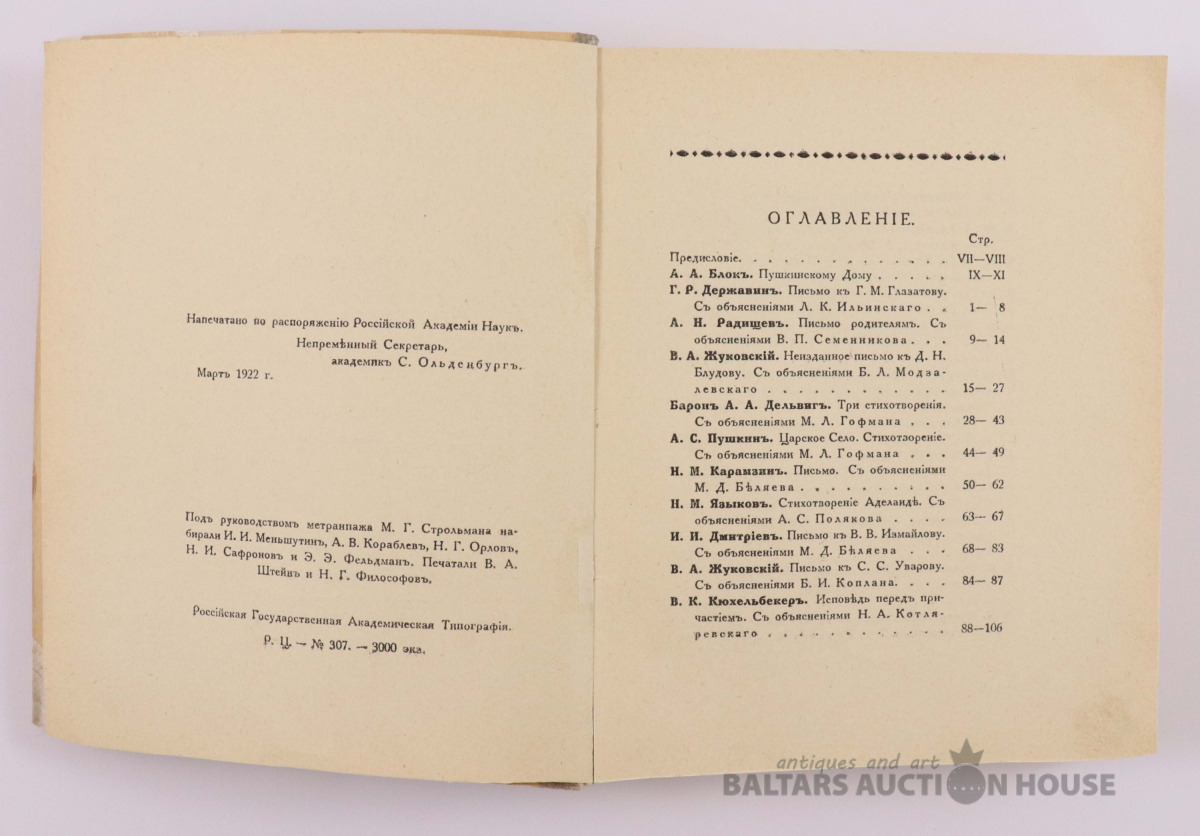 Напечатано по распоряженію Россійской Академіи Наукъ.
Непремѣнный Секретарь,
академикъ С. Ольденбургъ.
Мартъ 1922 г.
Подъ руководствомъ метранпажа М. Г. Строльмана на-
бирали И. И. Меньшутин, А. В. Кораблев, Н. Г. Орловъ,
Н. И. Сафроновъ и Э. Э. Фельдман. Печатали В. А.
Штейнъ и Н. Г. Философовъ.
Россійская Государственная Академическая Типографія.
Р. Ц. — № 307. — 3000 экз.
ОГЛАВЛЕНІЕ.
Стр.
Предисловіе. . . . . . . . . . . . . VII—VIII
А. А. Блокъ. Пушкинскому Дому . . . . . IX—XI
Г. Р. Державин. Письмо къ Г. М. Глазатову.
Съ объясненіями Л. К. Ильинскаго . . 1— 8
А. Н. Радищевъ. Письмо родителямъ. Съ
объясненіями В. П. Семенникова . . . 9— 14
В. А. Жуковскій. Неизданное письмо къ Д. Н.
Блудову. Съ объясненіями Б. Л. Модза-
левскаго . . . . . . . . . . . . 15— 27
Баронъ А. А. Дельвигъ. Три стихотворенія.
Съ объясненіями М. Л. Гофмана . . . 28— 43
А. С. Пушкинъ. Царское Село. Стихотвореніе.
Съ объясненіями М. Л. Гофмана . . . 44— 49
Н. М. Карамзинъ. Письмо. Съ объясненіями
М. Д. Бѣляева . . . . . . . . . . 50— 62
Н. М. Языковъ. Стихотвореніе Аделаидѣ. Съ
объясненіями А. С. Полякова . . . . 63— 67
И. И. Дмитріевъ. Письмо къ В. В. Измайлову.
Съ объясненіями М. Д. Бѣляева . . . 68— 83
В. А. Жуковскій. Письмо къ С. С. Уварову.
Съ объясненіями Б. И. Коплана. . . . 84— 87
В. К. Кюхельбекеръ. Исповѣдь передъ при-
частіемъ. Съ объясненіями Н. А. Котля-
ревскаго . . . . . . . . . . . . 88—106
antiques and art
BALTARS AUCTION HOUSE